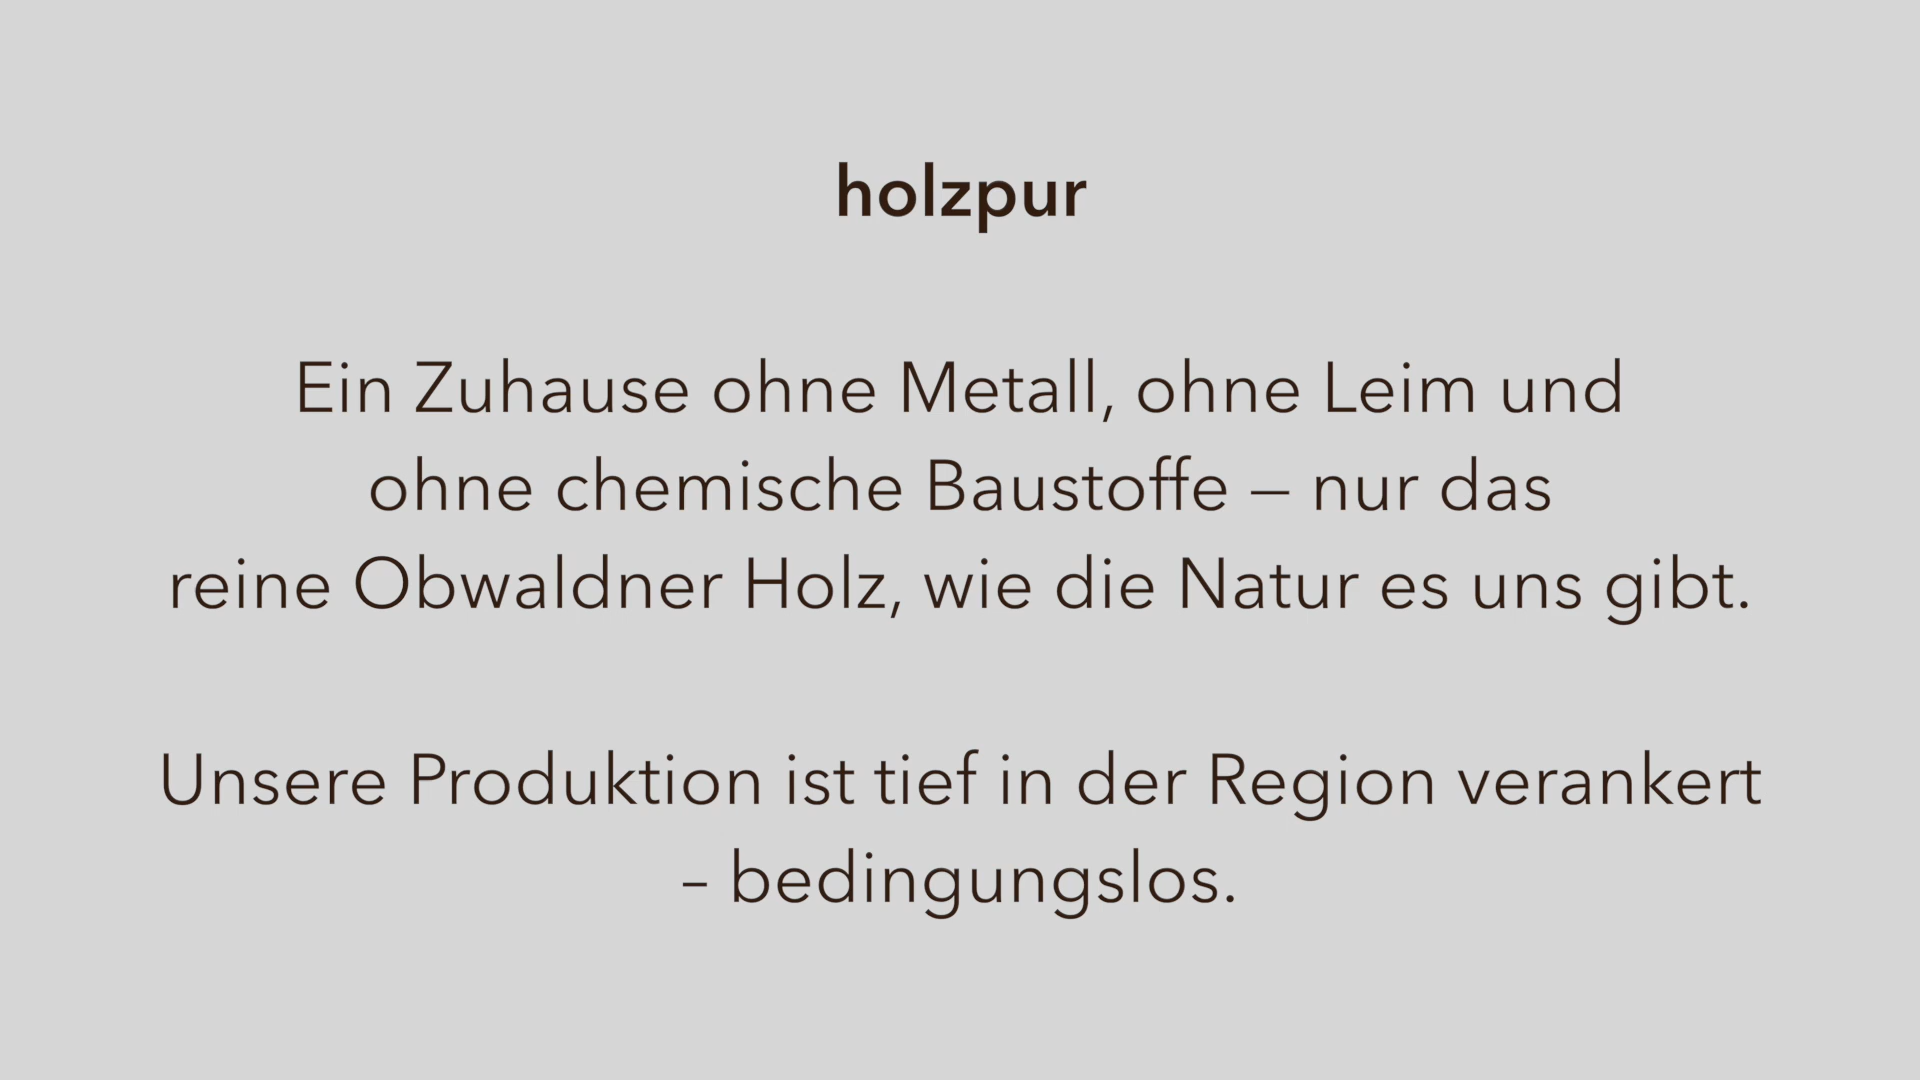 holzpur
Ein Zuhause ohne Metall, ohne Leim und
ohne chemische Baustoffe — nur das
reine Obwaldner Holz, wie die Natur es uns gibt.
Unsere Produktion ist tief in der Region verankert
– bedingungslos.